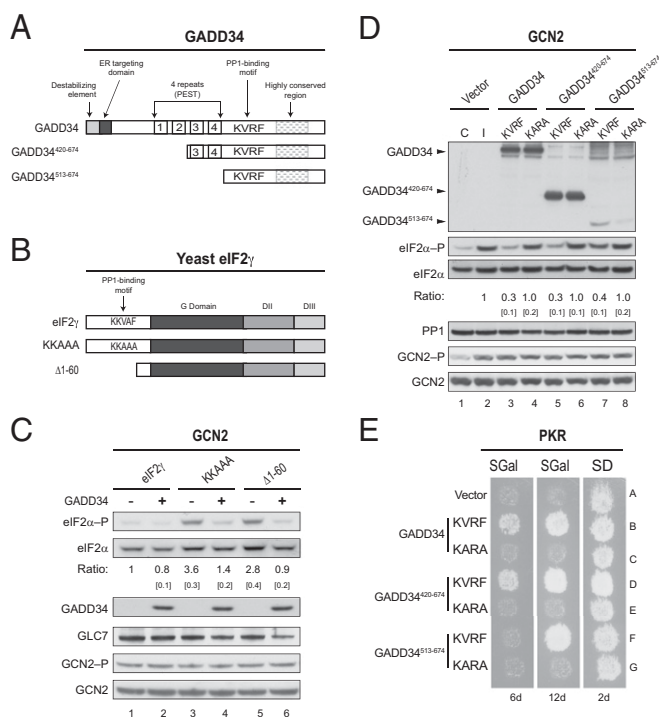 A
GADD34
Destabilizing element
ER targeting domain
4 repeats (PEST)
PP1-binding motif
Highly conserved region
GADD34 1 2 3 4 KVRF
GADD34420-674 3 4 KVRF
GADD34513-674 KVRF
B
Yeast eIF2γ
PP1-binding motif
G Domain DII DIII
eIF2γ KKVAF
KKAAA KKAAA
Δ1-60
C
GCN2
eIF2γ KKAAA Δ1-60
GADD34 - + - + - +
eIF2α–P
eIF2α
Ratio: 1 0.8 3.6 1.4 2.8 0.9
[0.1] [0.3] [0.2] [0.4] [0.2]
GADD34
GLC7
GCN2–P
GCN2
1 2 3 4 5 6
D
GCN2
Vector GADD34 GADD34420-674 GADD34513-674
C I KVRF KARA KVRF KARA KVRF KARA
GADD34
GADD34420-674
GADD34513-674
eIF2α–P
eIF2α
Ratio: 1 0.3 1.0 0.3 1.0 0.4 1.0
[0.1] [0.1] [0.1] [0.1] [0.1] [0.2]
PP1
GCN2–P
GCN2
1 2 3 4 5 6 7 8
E
PKR
SGal SGal SD
Vector A
GADD34 KVRF B
KARA C
GADD34420-674 KVRF D
KARA E
GADD34513-674 KVRF F
KARA G
6d 12d 2d